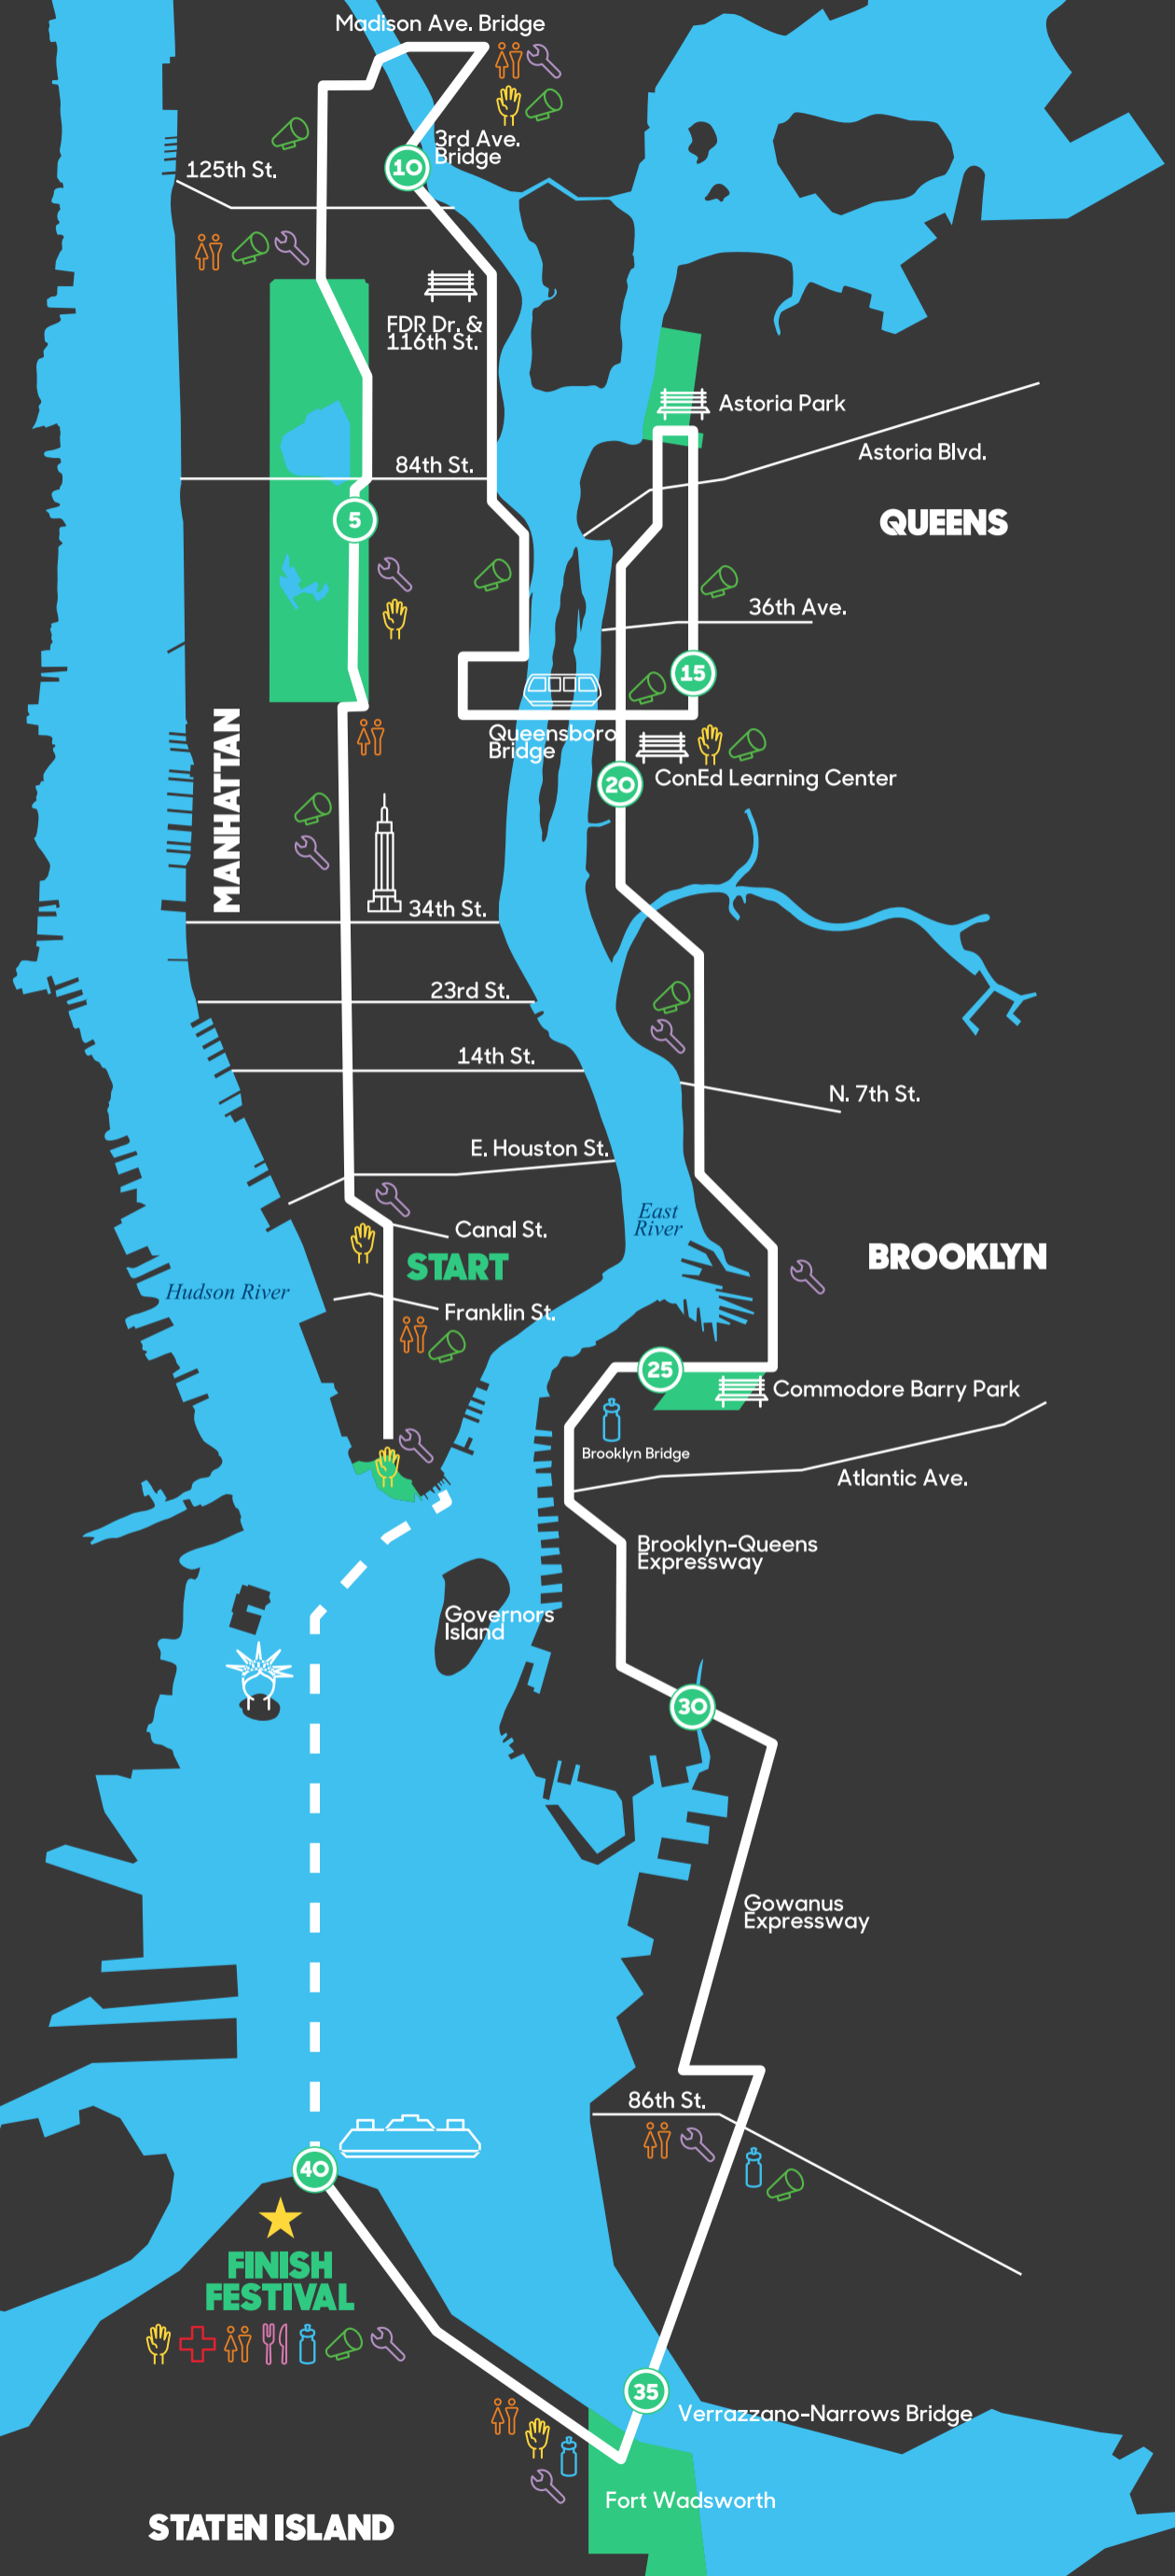 Madison Ave. Bridge
3rd Ave.
Bridge
10
125th St.
FDR Dr. &
116th St.
Astoria Park
Astoria Blvd.
84th St.
5
QUEENS
36th Ave.
15
MANHATTAN
Queensboro
Bridge
20
ConEd Learning Center
34th St.
23rd St.
14th St.
N. 7th St.
E. Houston St.
East
River
Canal St.
START
BROOKLYN
Hudson River
Franklin St.
25
Commodore Barry Park
Brooklyn Bridge
Atlantic Ave.
Brooklyn-Queens
Expressway
Governors
Island
30
Gowanus
Expressway
86th St.
40
FINISH
FESTIVAL
35
Verrazzano-Narrows Bridge
Fort Wadsworth
STATEN ISLAND